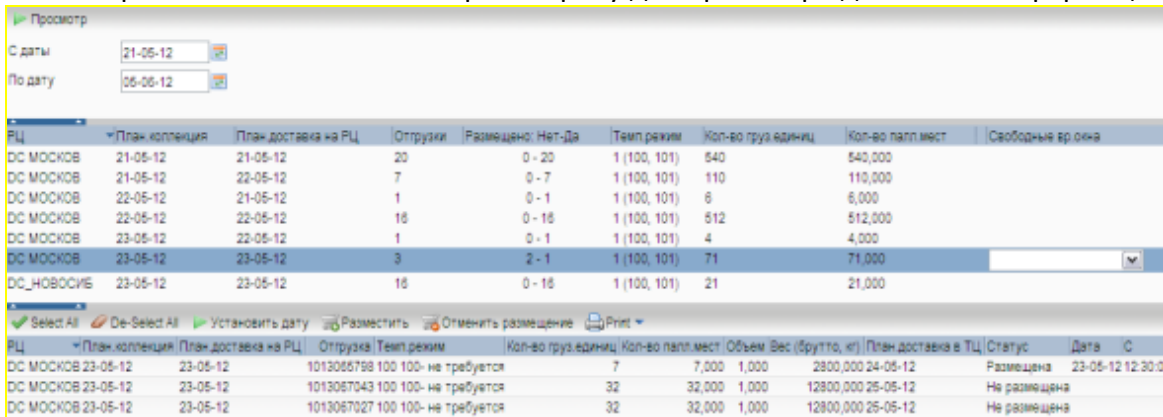 Просмотр
С даты 21-05-12
По дату 05-06-12
РЦ План.коллекция План.доставка на РЦ Отгрузки Размещено: Нет-Да Темп.режим Кол-во груз.единиц Кол-во палл.мест Свободные вр.окна
DC МОСКОВ 21-05-12 21-05-12 20 0 - 20 1 (100, 101) 540 540,000
DC МОСКОВ 21-05-12 22-05-12 7 0 - 7 1 (100, 101) 110 110,000
DC МОСКОВ 22-05-12 21-05-12 1 0 - 1 1 (100, 101) 6 6,000
DC МОСКОВ 22-05-12 22-05-12 16 0 - 16 1 (100, 101) 512 512,000
DC МОСКОВ 23-05-12 22-05-12 1 0 - 1 1 (100, 101) 4 4,000
DC МОСКОВ 23-05-12 23-05-12 3 2 - 1 1 (100, 101) 71 71,000
DC_НОВОСИБ 23-05-12 23-05-12 16 0 - 16 1 (100, 101) 21 21,000
Select All De-Select All Установить дату Разместить Отменить размещение Print
РЦ План.коллекция План.доставка на РЦ Отгрузка Темп.режим Кол-во груз.единиц Кол-во палл.мест Объем Вес (брутто, кг) План.доставка в ТЦ Статус Дата С
DC МОСКОВ 23-05-12 23-05-12 1013065798 100 100- не требуется 7 7,000 1,000 2800,000 24-05-12 Размещена 23-05-12 12:30:0
DC МОСКОВ 23-05-12 23-05-12 1013067043 100 100- не требуется 32 32,000 1,000 12800,000 25-05-12 Не размещена
DC МОСКОВ 23-05-12 23-05-12 1013067027 100 100- не требуется 32 32,000 1,000 12800,000 25-05-12 Не размещена